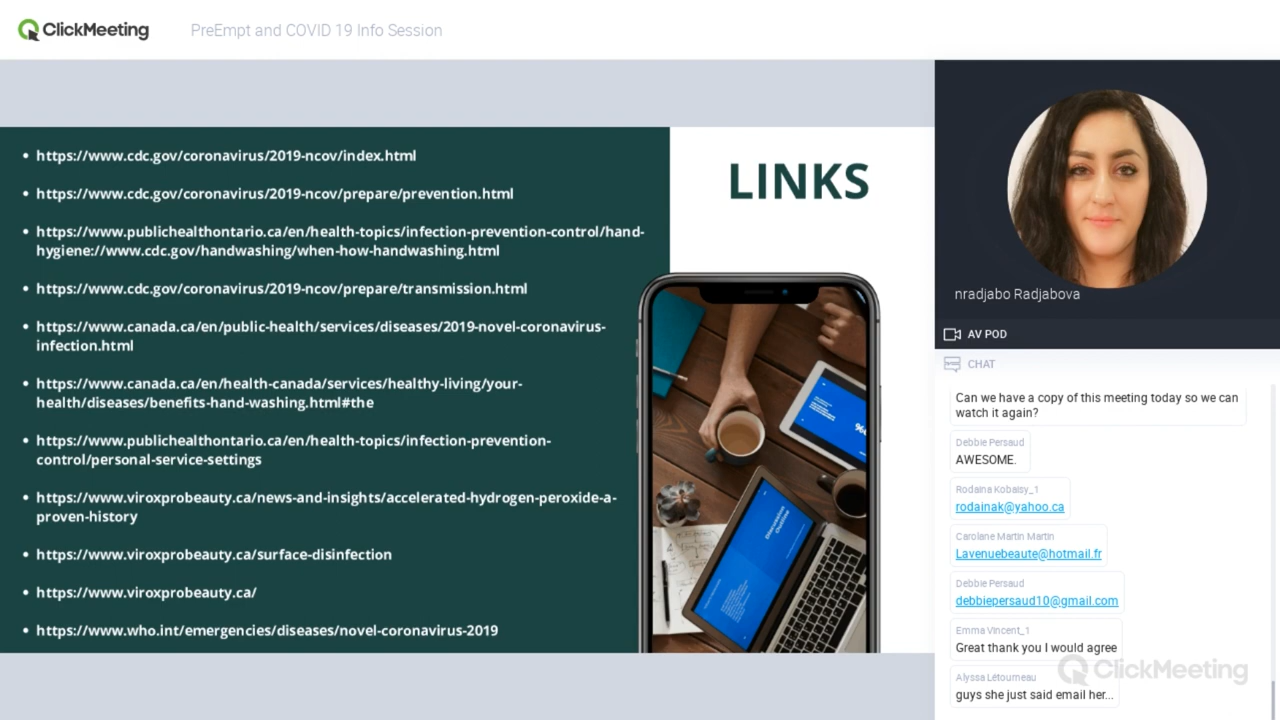 ClickMeeting
PreEmpt and COVID 19 Info Session
• https://www.cdc.gov/coronavirus/2019-ncov/index.html
• https://www.cdc.gov/coronavirus/2019-ncov/prepare/prevention.html
• https://www.publichealthontario.ca/en/health-topics/infection-prevention-control/hand-
hygiene://www.cdc.gov/handwashing/when-how-handwashing.html
• https://www.cdc.gov/coronavirus/2019-ncov/prepare/transmission.html
• https://www.canada.ca/en/public-health/services/diseases/2019-novel-coronavirus-
infection.html
• https://www.canada.ca/en/health-canada/services/healthy-living/your-
health/diseases/benefits-hand-washing.html#the
• https://www.publichealthontario.ca/en/health-topics/infection-prevention-
control/personal-service-settings
• https://www.viroxprobeauty.ca/news-and-insights/accelerated-hydrogen-peroxide-a-
proven-history
• https://www.viroxprobeauty.ca/surface-disinfection
• https://www.viroxprobeauty.ca/
• https://www.who.int/emergencies/diseases/novel-coronavirus-2019
LINKS
Discussion
Outline
nradjabo Radjabova
AV POD
CHAT
Can we have a copy of this meeting today so we can
watch it again?
Debbie Persaud
AWESOME.
Rodaina Kobaisy_1
rodainak@yahoo.ca
Carolane Martin Martin
Lavenuebeaute@hotmail.fr
Debbie Persaud
debbiepersaud10@gmail.com
Emma Vincent_1
Great thank you I would agree
Alyssa Létourneau
guys she just said email her...
ClickMeeting